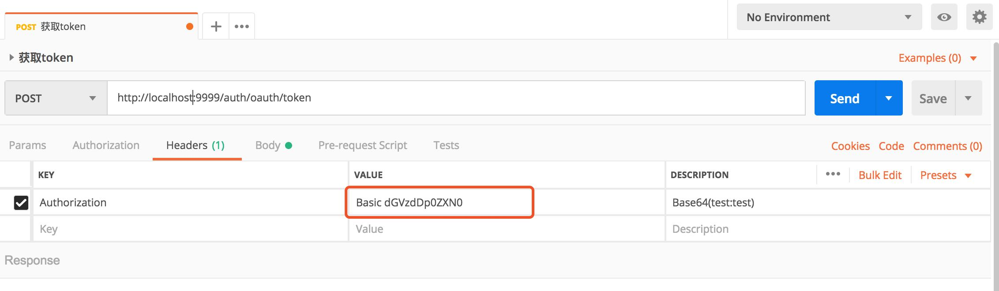 POST 获取token
No Environment
获取token
Examples (0)
POST http://localhost:9999/auth/oauth/token Send Save
Params Authorization Headers (1) Body Pre-request Script Tests Cookies Code Comments (0)
KEY VALUE DESCRIPTION Bulk Edit Presets
Authorization Basic dGVzdDp0ZXN0 Base64(test:test)
Key Value Description
Response